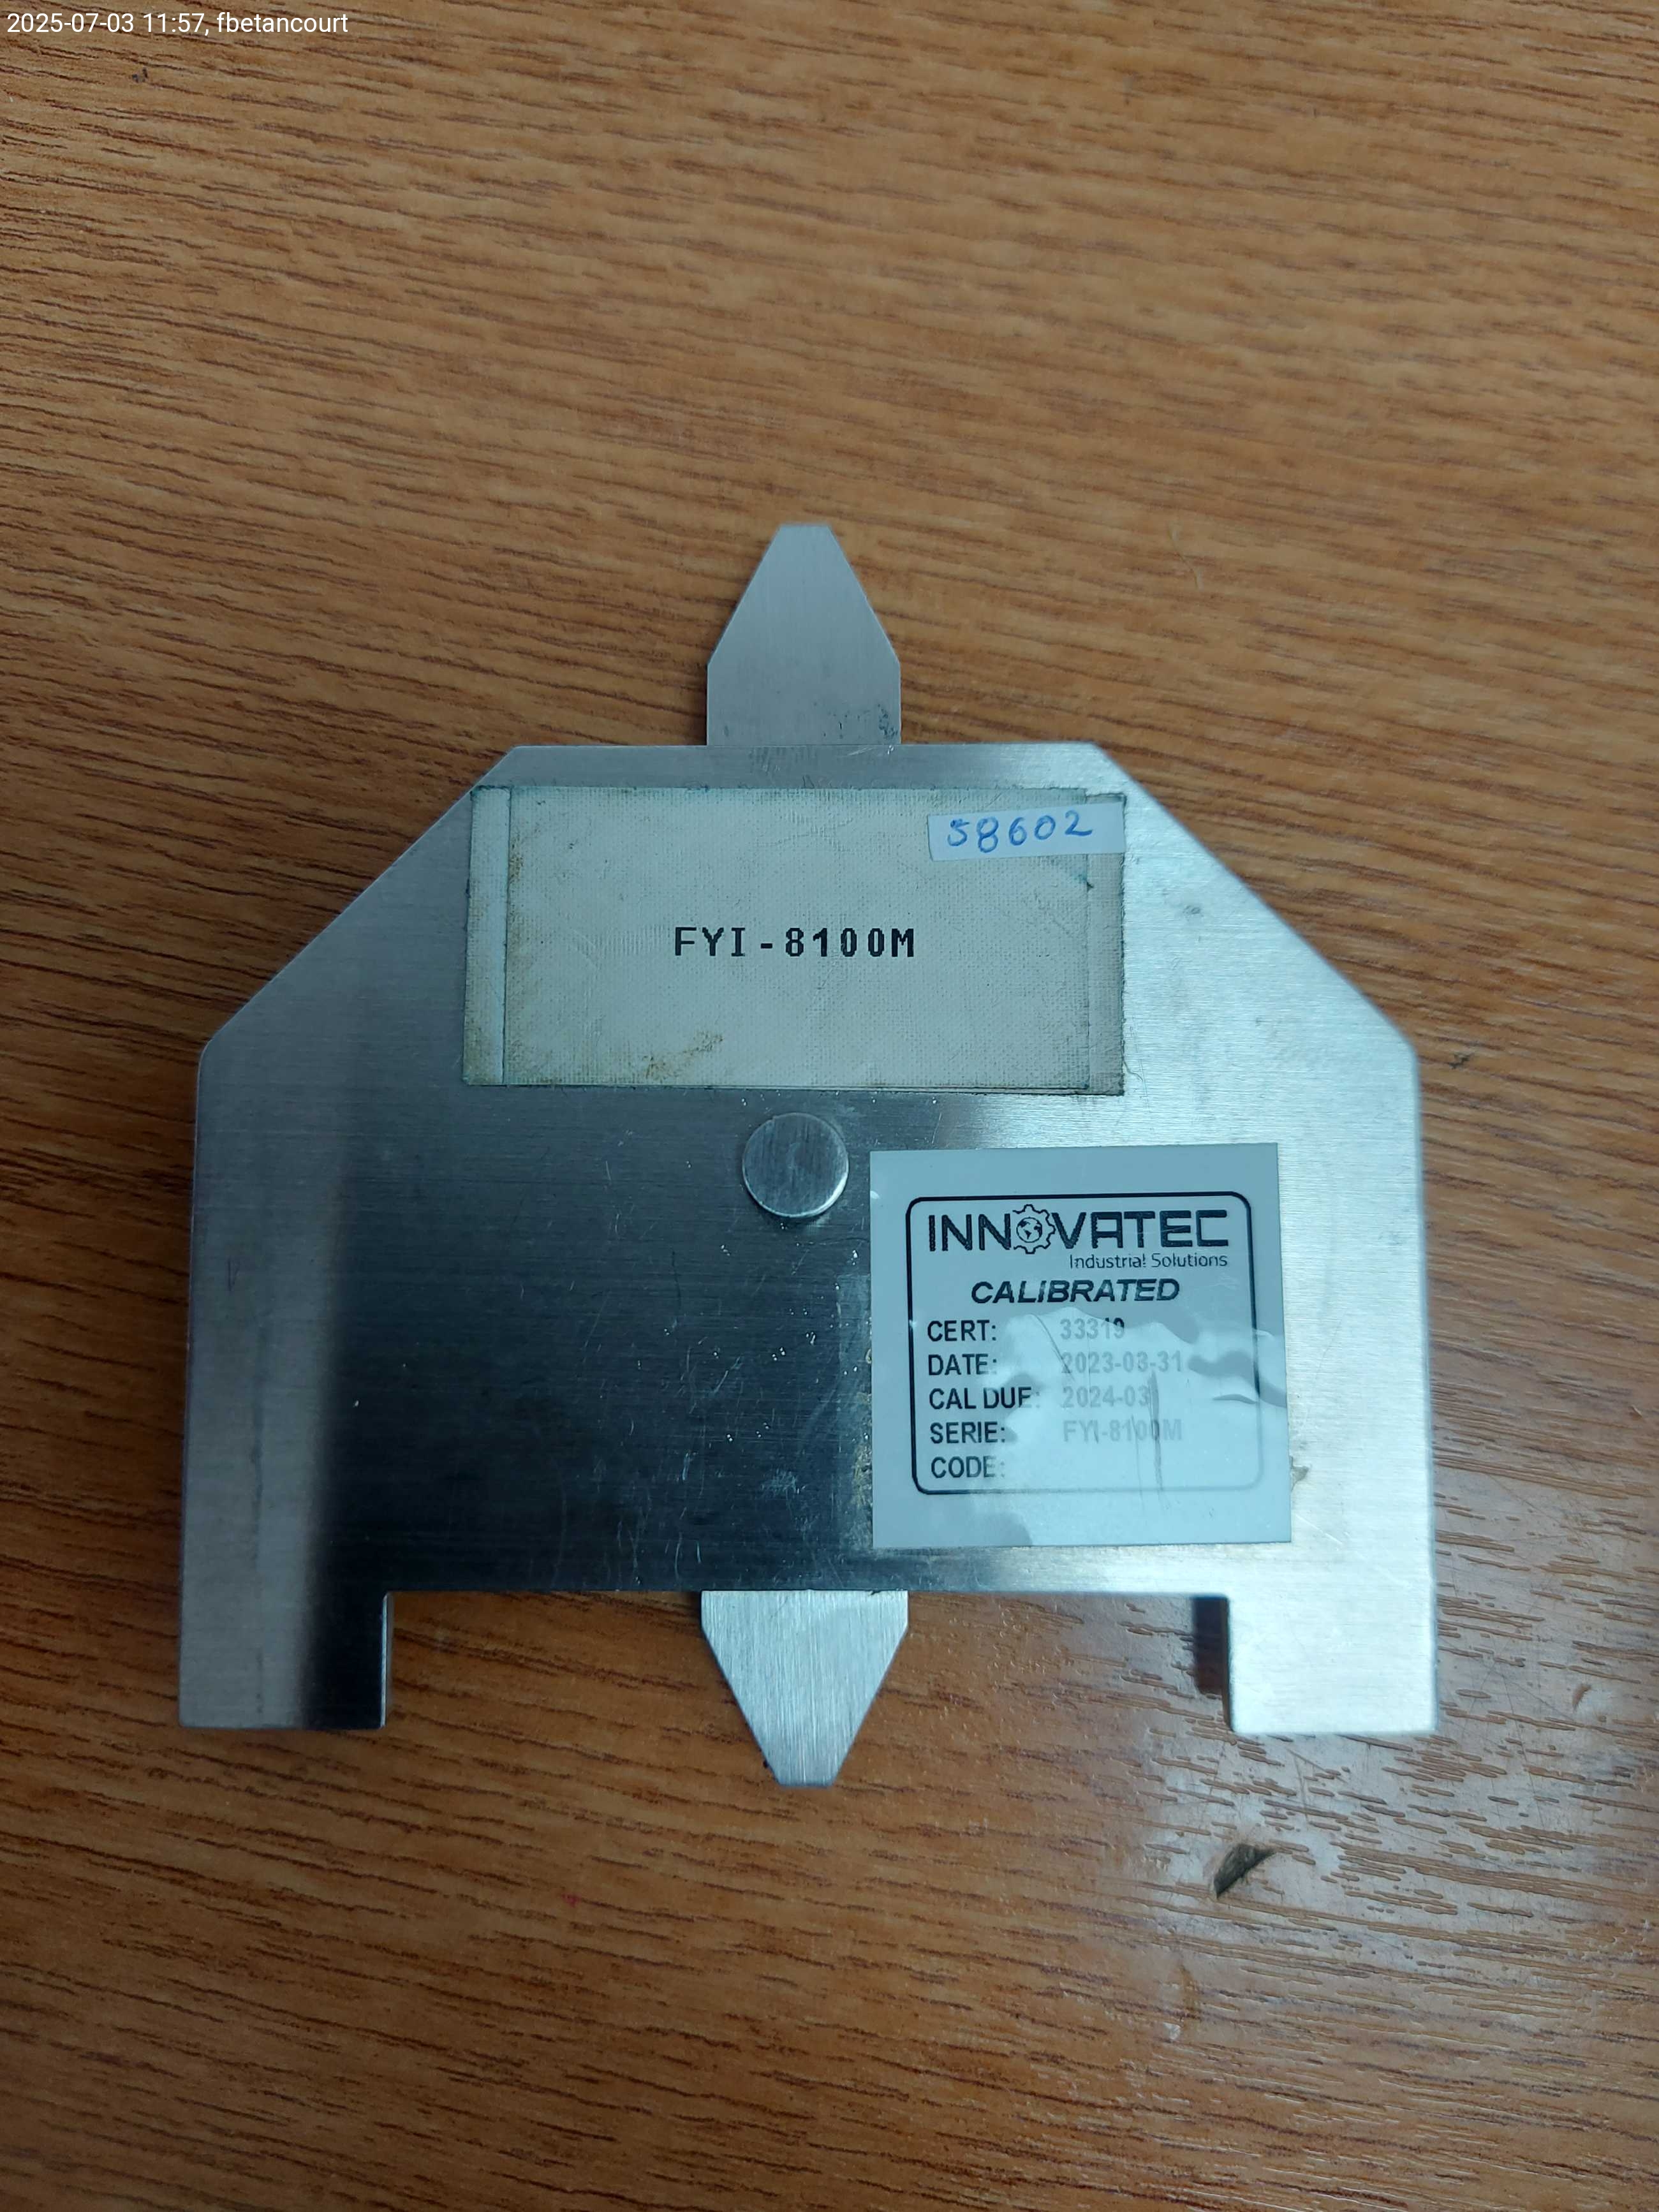 2025-07-03 11:57, fbetancourt
58602
FYI-8100M
INNOVATEC
Industrial Solutions
CALIBRATED
CERT: 33319
DATE: 2023-03-31
CAL DUE: 2024-03
SERIE: FYI-8100M
CODE: